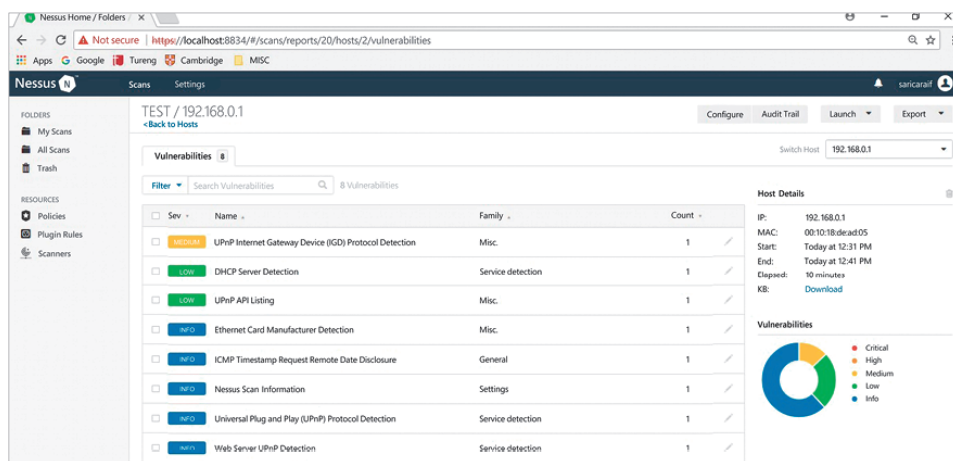 Nessus Home / Folders / X
Not secure | https://localhost:8834/#/scans/reports/20/hosts/2/vulnerabilities
Apps G Google Tureng Cambridge MISC
Nessus N Scans Settings saricaraif
FOLDERS
My Scans
All Scans
Trash
RESOURCES
Policies
Plugin Rules
Scanners
TEST / 192.168.0.1
<Back to Hosts
Configure Audit Trail Launch Export
Switch Host 192.168.0.1
Vulnerabilities 8
Filter Search Vulnerabilities 8 Vulnerabilities
Sev Name Family Count
MEDIUM UPnP Internet Gateway Device (IGD) Protocol Detection Misc. 1
LOW DHCP Server Detection Service detection 1
LOW UPnP API Listing Misc. 1
INFO Ethernet Card Manufacturer Detection Misc. 1
INFO ICMP Timestamp Request Remote Date Disclosure General 1
INFO Nessus Scan Information Settings 1
INFO Universal Plug and Play (UPnP) Protocol Detection Service detection 1
INFO Web Server UPnP Detection Service detection 1
Host Details
IP: 192.168.0.1
MAC: 00:10:18:de:ad:05
Start: Today at 12:31 PM
End: Today at 12:41 PM
Elapsed: 10 minutes
KB: Download
Vulnerabilities
Critical
High
Medium
Low
Info